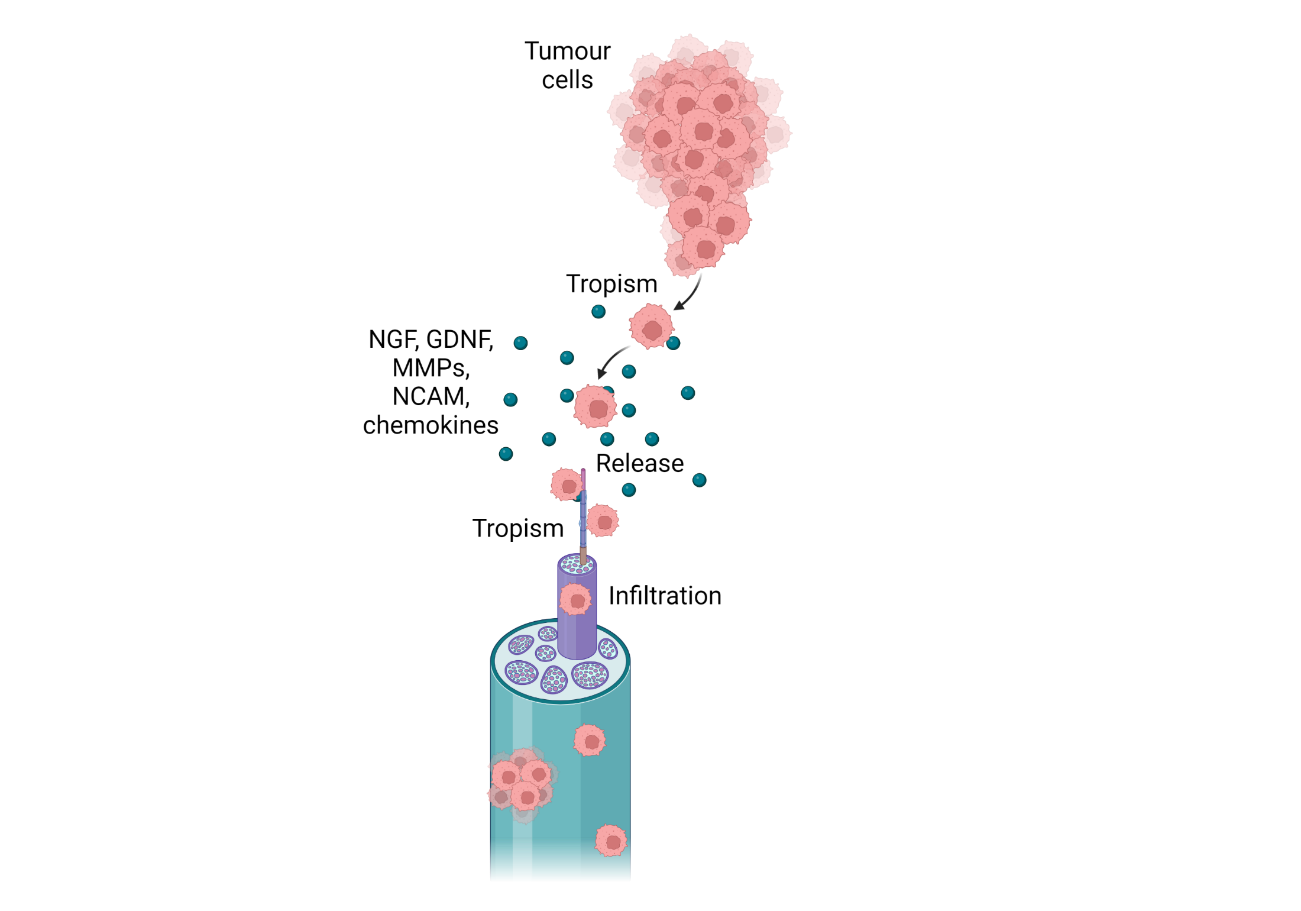 Tumour
cells
Tropism
NGF, GDNF,
MMPs,
NCAM,
chemokines
Release
Tropism
Infiltration